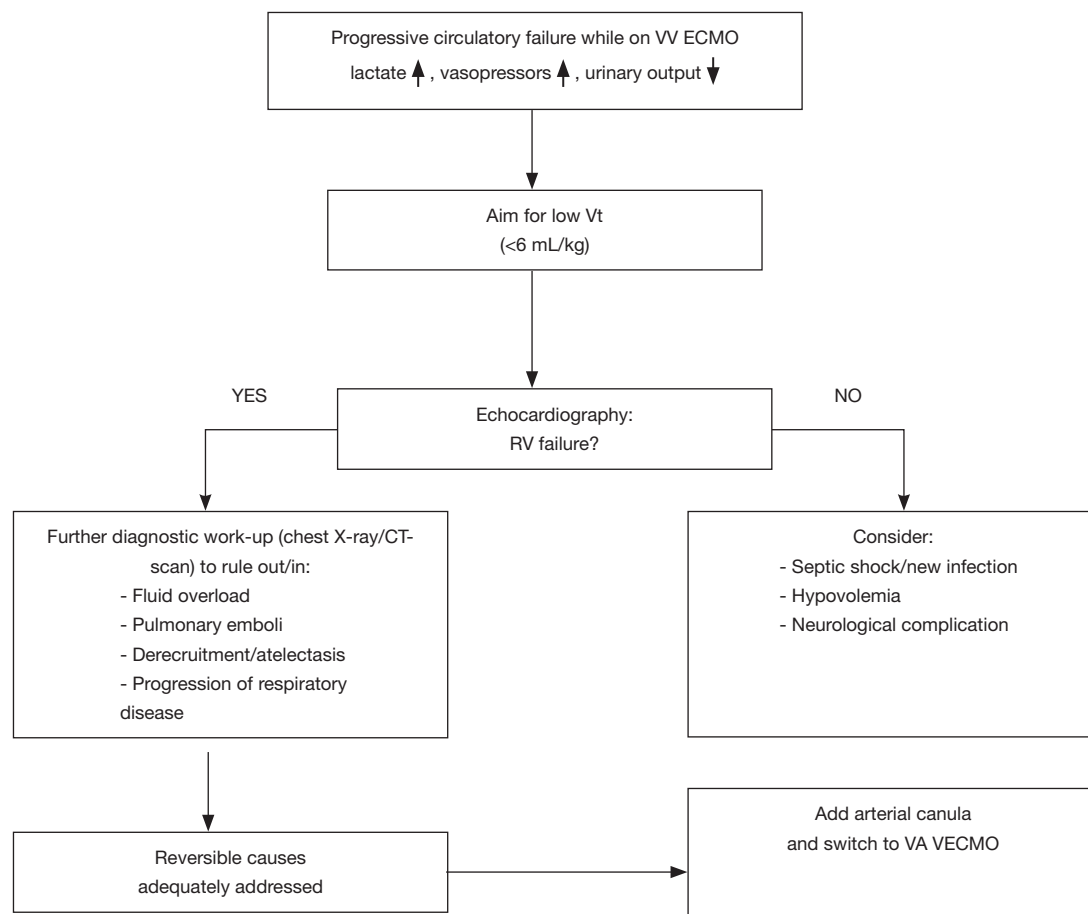 Progressive circulatory failure while on VV ECMO
lactate ↑, vasopressors ↑, urinary output ↓
Aim for low Vt
(<6 mL/kg)
YES
NO
Echocardiography:
RV failure?
Further diagnostic work-up (chest X-ray/CT-
scan) to rule out/in:
- Fluid overload
- Pulmonary emboli
- Derecruitment/atelectasis
- Progression of respiratory
disease
Consider:
- Septic shock/new infection
- Hypovolemia
- Neurological complication
Reversible causes
adequately addressed
Add arterial canula
and switch to VA VECMO